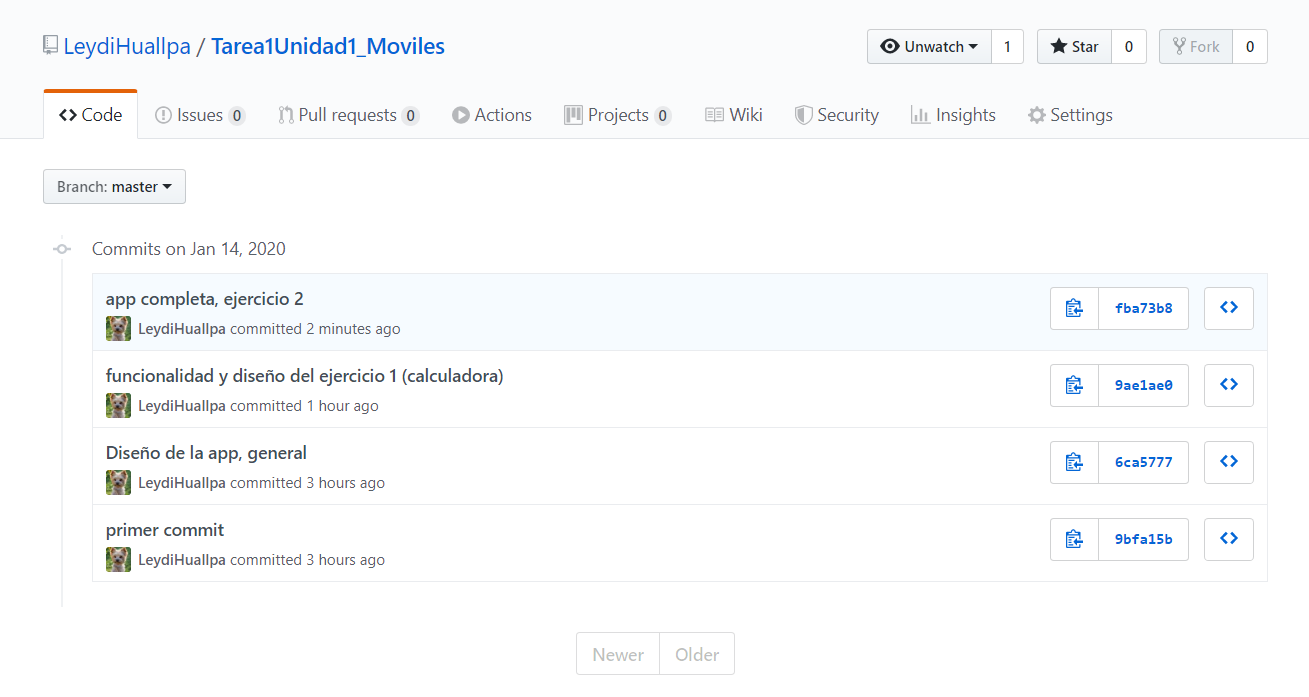 LeydiHuallpa / Tarea1Unidad1_Moviles
Unwatch 1 Star 0 Fork 0
Code Issues 0 Pull requests 0 Actions Projects 0 Wiki Security Insights Settings
Branch: master
Commits on Jan 14, 2020
app completa, ejercicio 2
LeydiHuallpa committed 2 minutes ago
fba73b8
funcionalidad y diseño del ejercicio 1 (calculadora)
LeydiHuallpa committed 1 hour ago
9ae1ae0
Diseño de la app, general
LeydiHuallpa committed 3 hours ago
6ca5777
primer commit
LeydiHuallpa committed 3 hours ago
9bfa15b
Newer Older